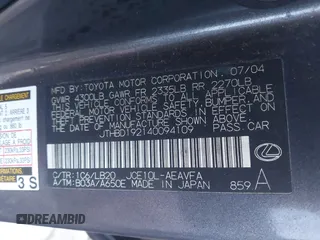 MFD. BY: TOYOTA MOTOR CORPORATION 07/04
GVWR 4300LB GAWR FR 2335LB RR 2270LB
THIS VEHICLE CONFORMS TO ALL APPLICABLE
FEDERAL MOTOR VEHICLE SAFETY, BUMPER,
AND THEFT PREVENTION STANDARDS IN EFFECT
ON THE DATE OF MANUFACTURE SHOWN ABOVE.
JTHBD192140094109
PASS. CAR
C/TR: 1C6/LB20 JCE10L-AEAVFA
A/TM: B03A/A650E MADE IN JAPAN 859 A
3 S